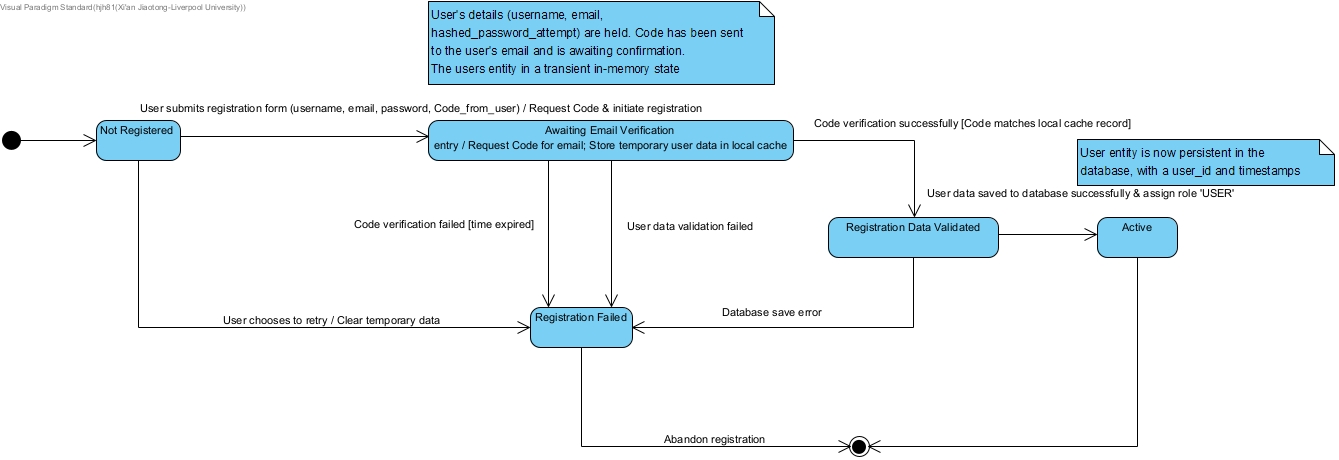 Visual Paradigm Standard(hjh81(Xi'an Jiaotong-Liverpool University))
User's details (username, email,
hashed_password_attempt) are held. Code has been sent
to the user's email and is awaiting confirmation.
The users entity in a transient in-memory state
User submits registration form (username, email, password, Code_from_user) / Request Code & initiate registration
Not Registered
Awaiting Email Verification
entry / Request Code for email; Store temporary user data in local cache
Code verification successfully [Code matches local cache record]
User entity is now persistent in the
database, with a user_id and timestamps
User data saved to database successfully & assign role 'USER'
Code verification failed [time expired]
User data validation failed
Registration Data Validated
Active
User chooses to retry / Clear temporary data
Registration Failed
Database save error
Abandon registration